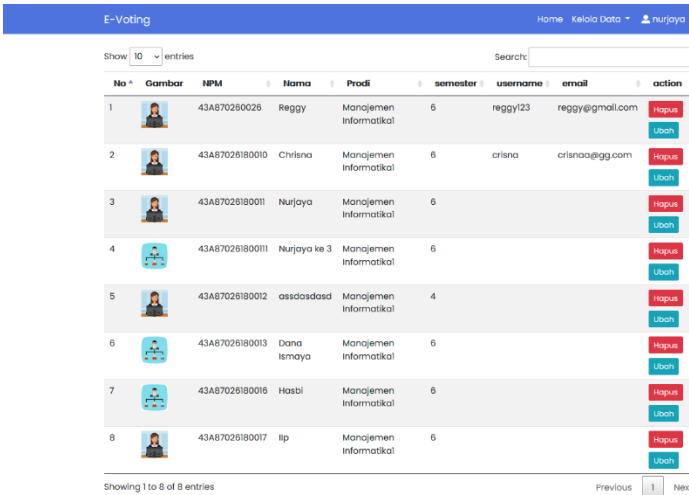 E-Voting Home Kelola Data nurjaya
Show 10 entries Search:
No Gambar NPM Nama Prodi semester username email action
1 43A870260026 Reggy Manajemen 6 reggy123 reggy@gmail.com Hapus
Informatika1 Ubah
2 43A87026180010 Chrisna Manajemen 6 crisna crisnaa@gg.com Hapus
Informatika1 Ubah
3 43A87026180011 Nurjaya Manajemen 6 Hapus
Informatika1 Ubah
4 43A870261800111 Nurjaya ke 3 Manajemen 6 Hapus
Informatika1 Ubah
5 43A87026180012 assdasdasd Manajemen 4 Hapus
Informatika1 Ubah
6 43A87026180013 Dana Manajemen 6 Hapus
Ismaya Informatika1 Ubah
7 43A87026180016 Hasbi Manajemen 6 Hapus
Informatika1 Ubah
8 43A87026180017 Iip Manajemen 6 Hapus
Informatika1 Ubah
Showing 1 to 8 of 8 entries Previous 1 Nex